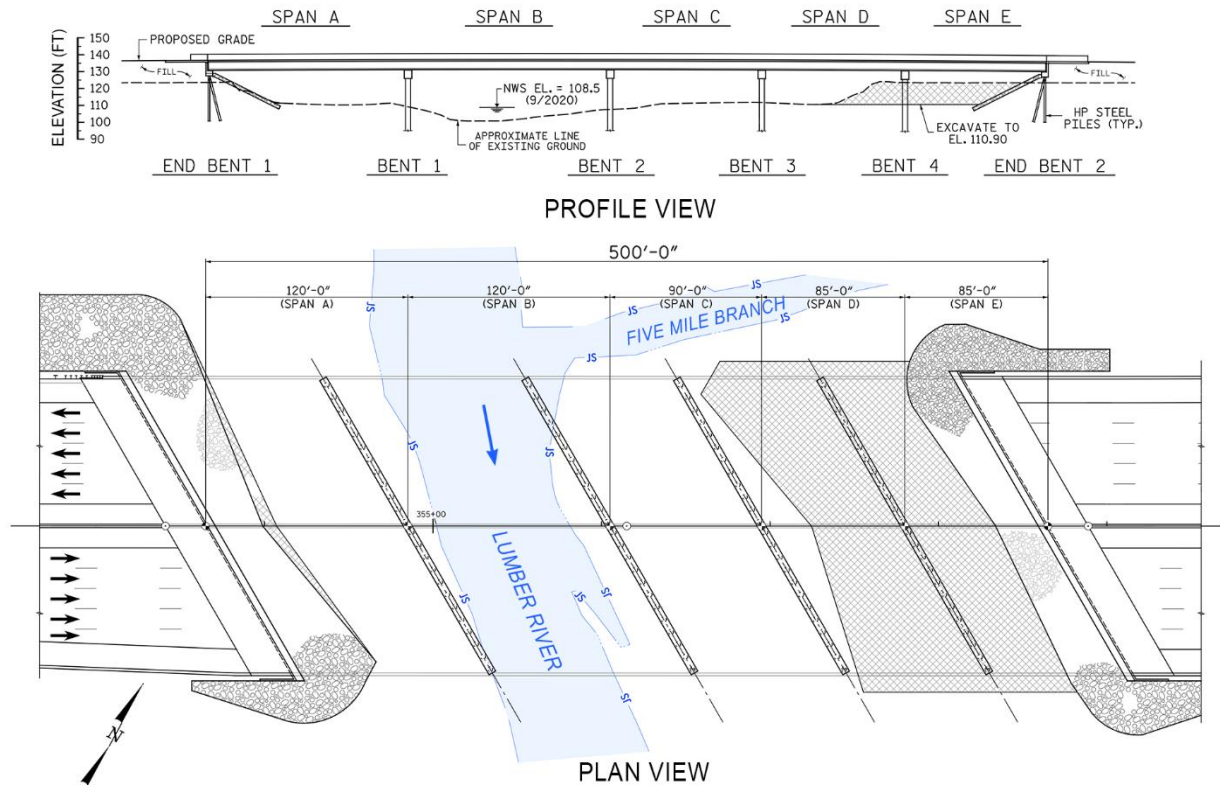 SPAN A
SPAN B
SPAN C
SPAN D
SPAN E
ELEVATION (FT)
150
140
130
120
110
100
90
PROPOSED GRADE
FILL
NWS EL. = 108.5
(9/2020)
APPROXIMATE LINE
OF EXISTING GROUND
FILL
EXCAVATE TO
EL. 110.90
HP STEEL
PILES (TYP.)
END BENT 1
BENT 1
BENT 2
BENT 3
BENT 4
END BENT 2
PROFILE VIEW
500'-0"
120'-0"
(SPAN A)
120'-0"
(SPAN B)
90'-0"
(SPAN C)
85'-0"
(SPAN D)
85'-0"
(SPAN E)
JS
JS
JS
FIVE MILE BRANCH
JS
JS
JS
JS
355+00
LUMBER RIVER
JS
JS
JS
JS
N
PLAN VIEW